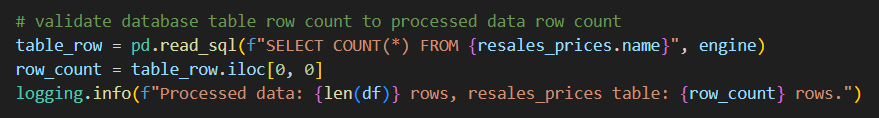 # validate database table row count to processed data row count
table_row = pd.read_sql(f"SELECT COUNT(*) FROM {resales_prices.name}", engine)
row_count = table_row.iloc[0, 0]
logging.info(f"Processed data: {len(df)} rows, resales_prices table: {row_count} rows.")